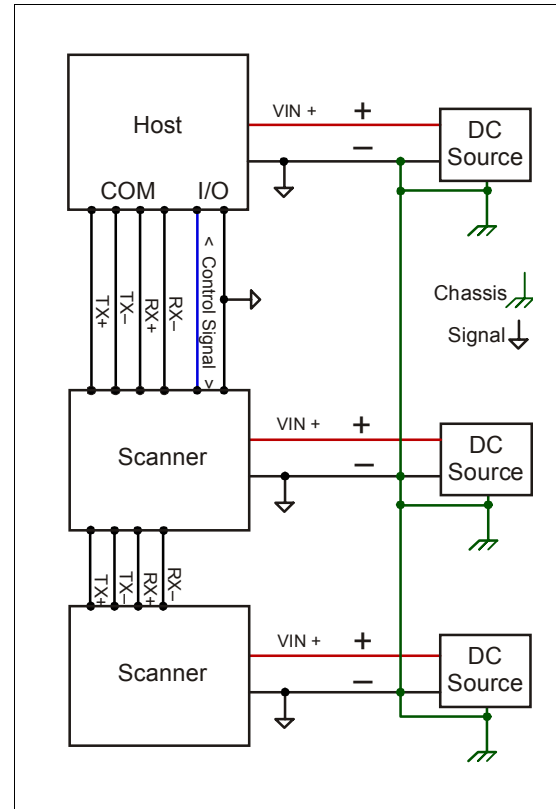 Host
VIN +
+
−
DC
Source
COM
I/O
TX+
TX−
RX+
RX−
< Control Signal >
Chassis
Signal
Scanner
VIN +
+
−
DC
Source
TX+
TX−
RX+
RX−
Scanner
VIN +
+
−
DC
Source